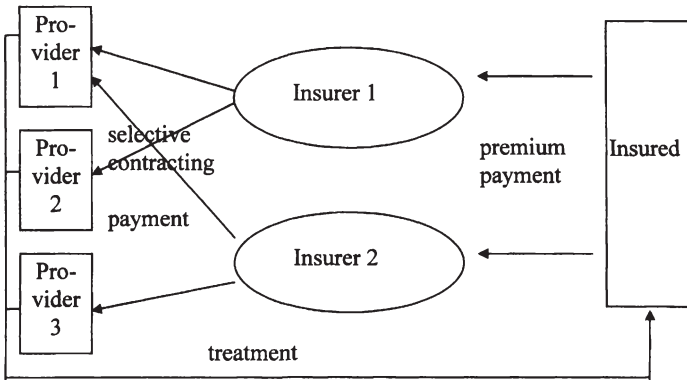 Pro-
vider
1
Insurer 1
selective
contracting
Pro-
vider
2
premium
payment
Insured
payment
Insurer 2
Pro-
vider
3
treatment